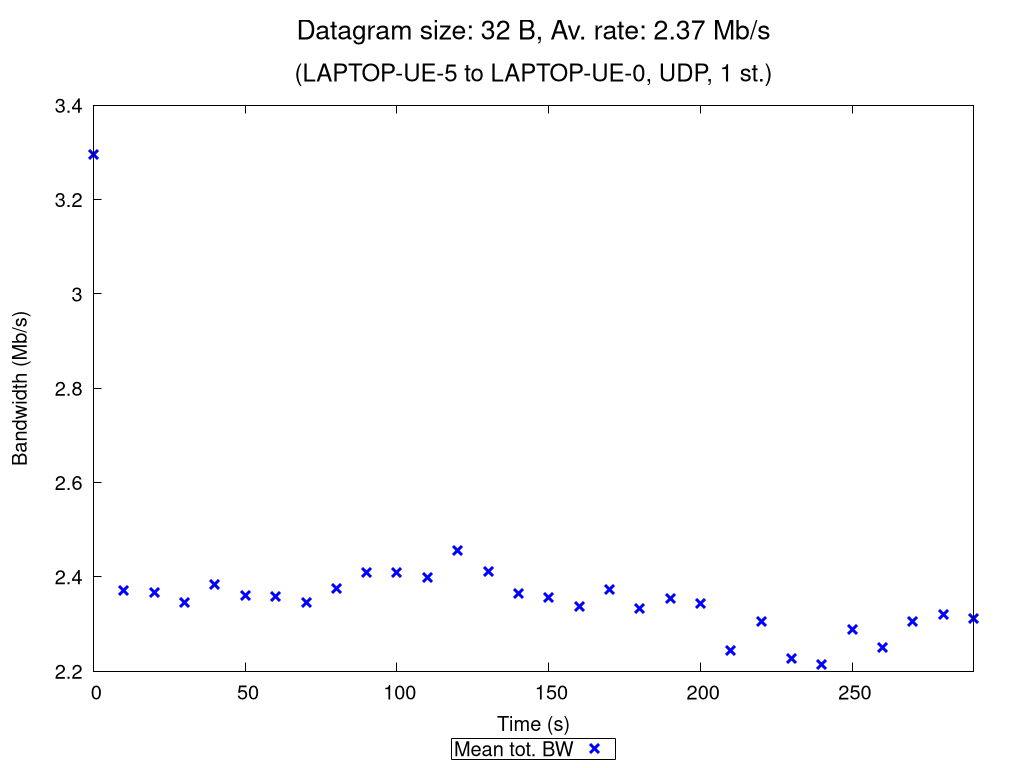 Datagram size: 32 B, Av. rate: 2.37 Mb/s
(LAPTOP-UE-5 to LAPTOP-UE-0, UDP, 1 st.)
3.4
3.2
3
2.8
2.6
2.4
2.2
Bandwidth (Mb/s)
0 50 100 150 200 250
Time (s)
Mean tot. BW